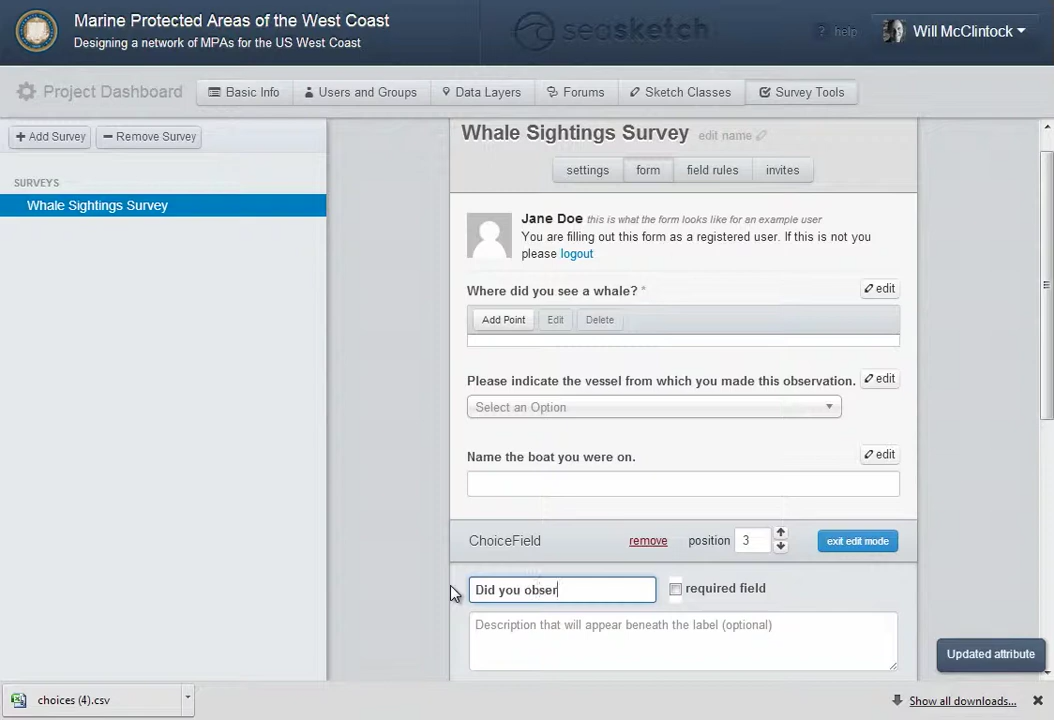 Marine Protected Areas of the West Coast
Designing a network of MPAs for the US West Coast
seasketch
? help
Will McClintock
Project Dashboard
Basic Info
Users and Groups
Data Layers
Forums
Sketch Classes
Survey Tools
+ Add Survey
− Remove Survey
SURVEYS
Whale Sightings Survey
Whale Sightings Survey edit name
settings
form
field rules
invites
Jane Doe this is what the form looks like for an example user
You are filling out this form as a registered user. If this is not you
please logout
Where did you see a whale? *
edit
Add Point
Edit
Delete
Please indicate the vessel from which you made this observation.
edit
Select an Option
Name the boat you were on.
edit
ChoiceField
remove
position 3
exit edit mode
Did you obser
required field
Description that will appear beneath the label (optional)
Updated attribute
choices (4).csv
Show all downloads...